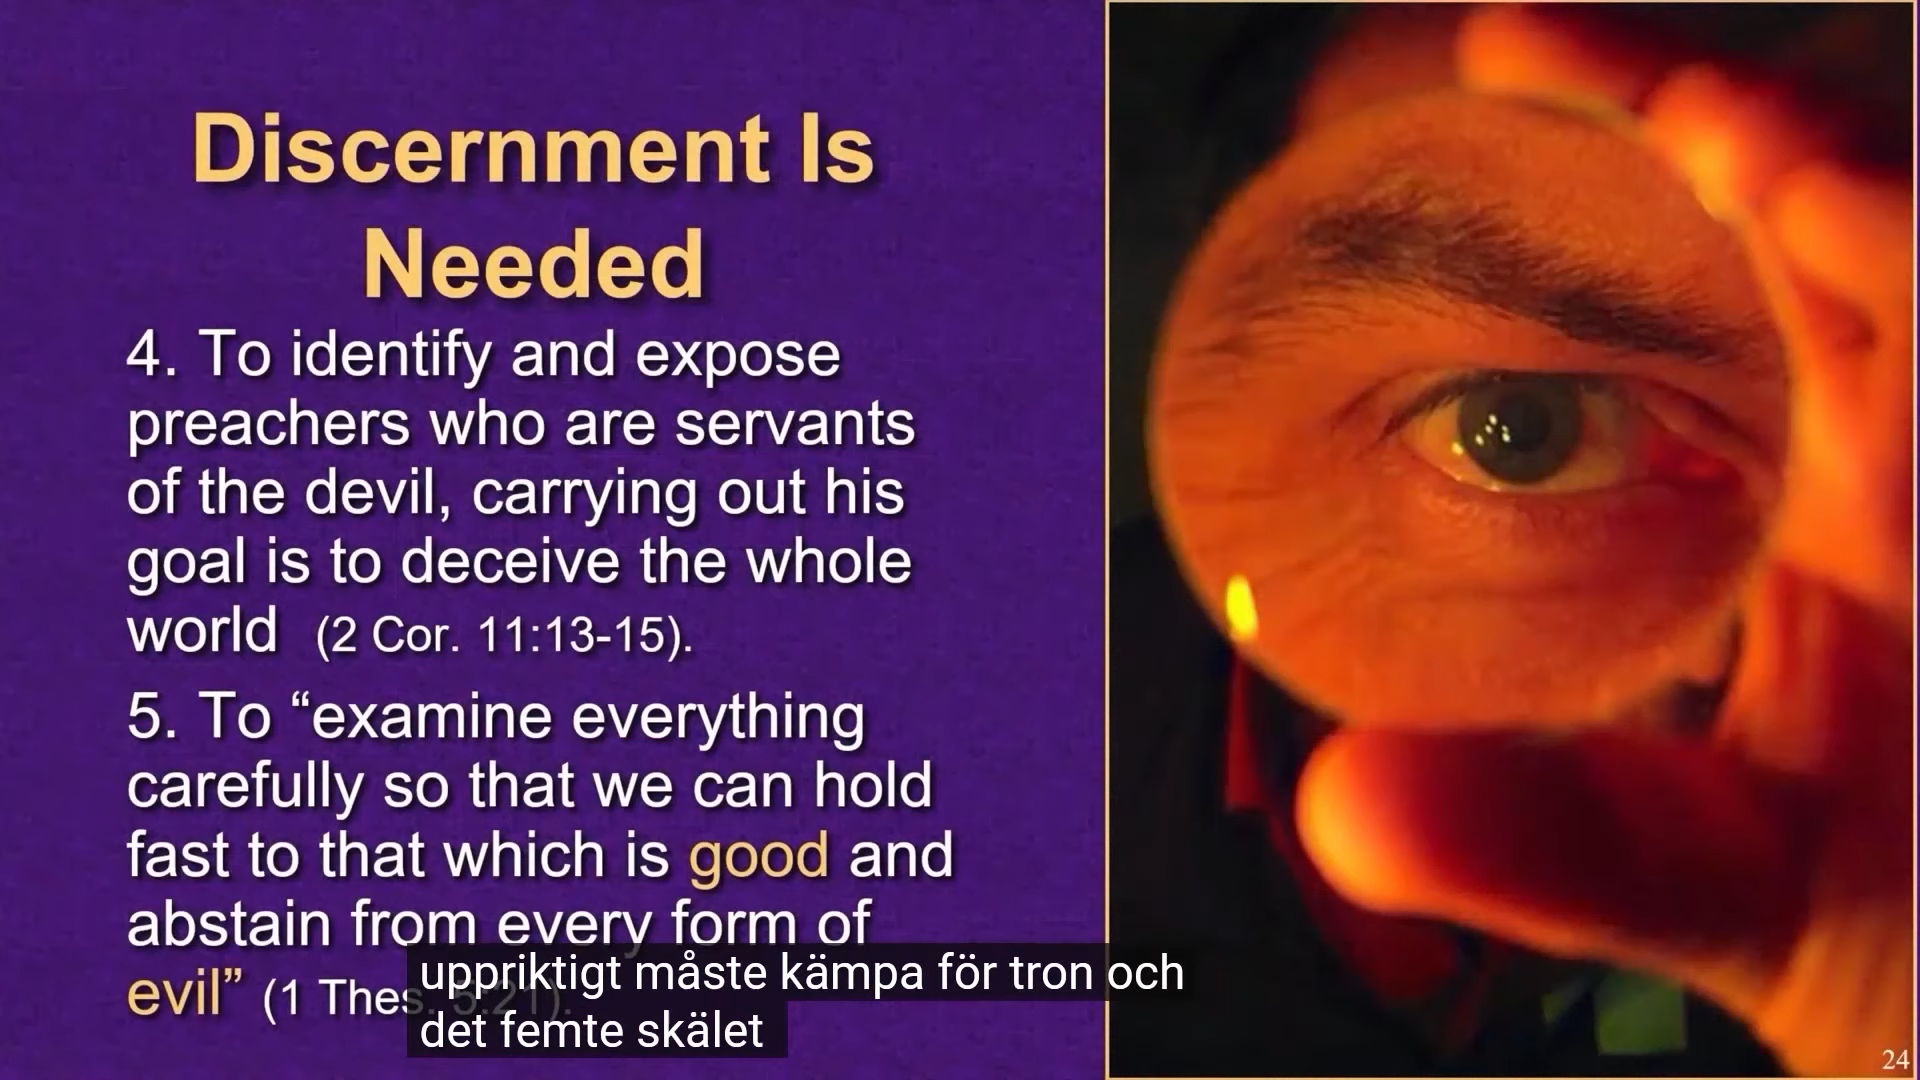 Discernment Is
Needed
4. To identify and expose
preachers who are servants
of the devil, carrying out his
goal is to deceive the whole
world (2 Cor. 11:13-15).
5. To “examine everything
carefully so that we can hold
fast to that which is good and
abstain from every form of
evil” (1 Thes. 5:21).
uppriktigt måste kämpa för tron och
det femte skälet
24